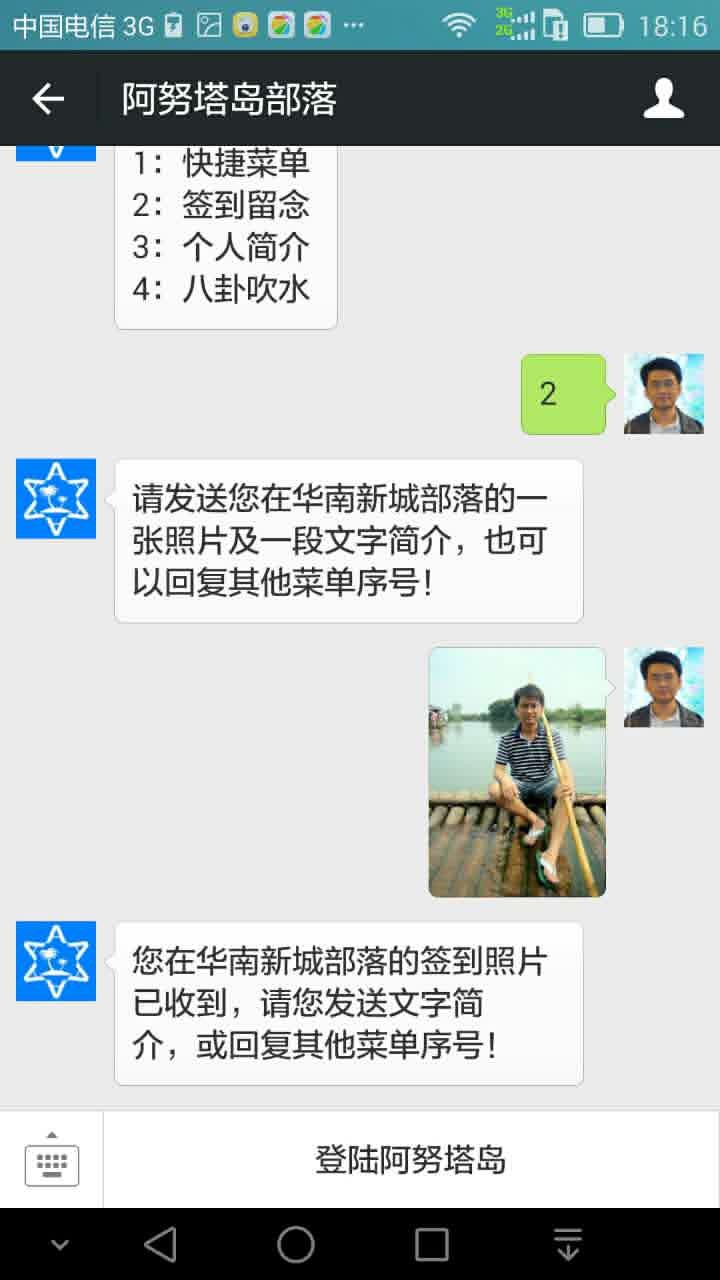 中国电信 3G
3G
2G
18:16
阿努塔岛部落
1：快捷菜单
2：签到留念
3：个人简介
4：八卦吹水
2
请发送您在华南新城部落的一
张照片及一段文字简介，也可
以回复其他菜单序号！
您在华南新城部落的签到照片
已收到，请您发送文字简
介，或回复其他菜单序号！
登陆阿努塔岛